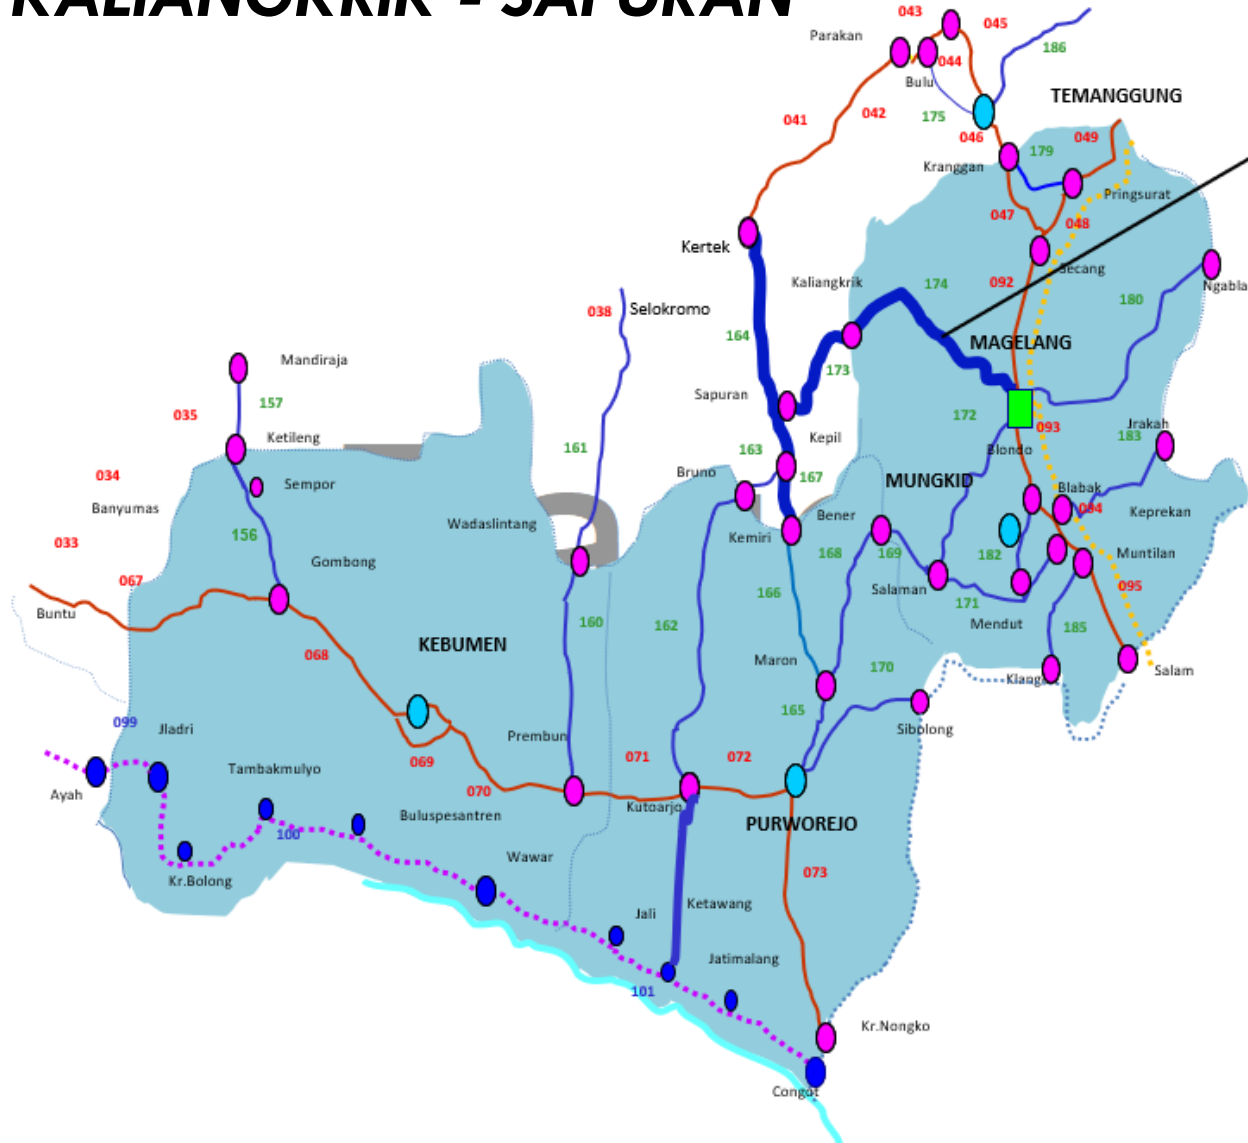 KALIANGKRIK - SAPURAN
043
045
Parakan
186
044
Bulu
TEMANGGUNG
041
042
175
046
049
179
Kranggan
Pringsurat
047
048
Kertek
Secang
Kaliangkrik
174
092
Ngabla
180
038
Selokromo
164
MAGELANG
Mandiraja
173
157
Sapuran
035
172
093
Jrakah
183
Ketileng
Kepil
161
163
Blondo
034
Bruno
167
MUNGKID
Sempor
Blabak
Banyumas
094
Keprekan
Wadaslintang
Bener
156
Kemiri
033
168
169
182
Muntilan
Gombong
067
Salaman
095
166
171
Buntu
160
162
Mendut
185
KEBUMEN
068
Maron
170
Salam
Klangon
165
099
Jladri
Sibolong
Prembun
071
072
Tambakmulyo
069
070
Ayah
Kutoarjo
Buluspesantren
PURWOREJO
100
Wawar
073
Kr.Bolong
Ketawang
Jali
Jatimalang
101
Kr.Nongko
Congot